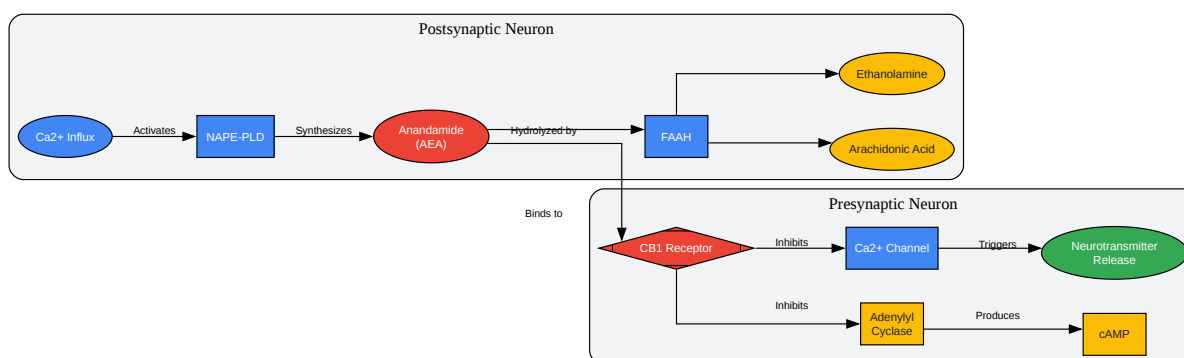 Postsynaptic Neuron
Ethanolamine
Ca2+ Influx
Activates
NAPE-PLD
Synthesizes
Anandamide
(AEA)
Hydrolyzed by
FAAH
Arachidonic Acid
Binds to
Presynaptic Neuron
CB1 Receptor
Inhibits
Ca2+ Channel
Triggers
Neurotransmitter
Release
Inhibits
Adenylyl
Cyclase
Produces
cAMP